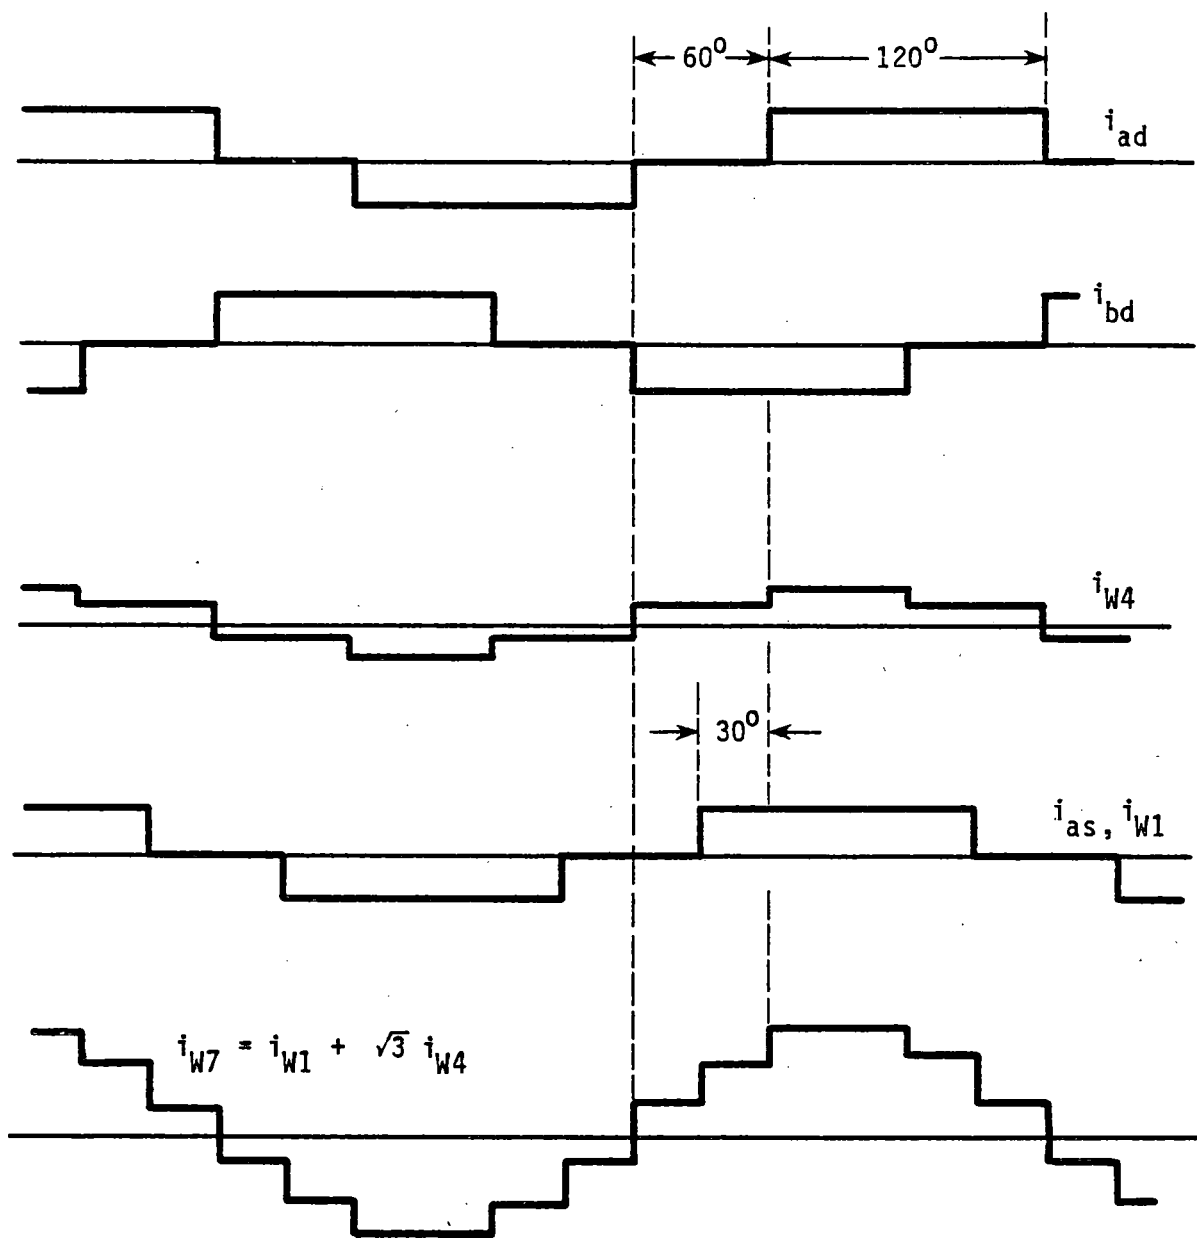 60° 120°
i_ad
i_bd
i_W4
30°
i_as, i_W1
i_W7 = i_W1 + √3 i_W4